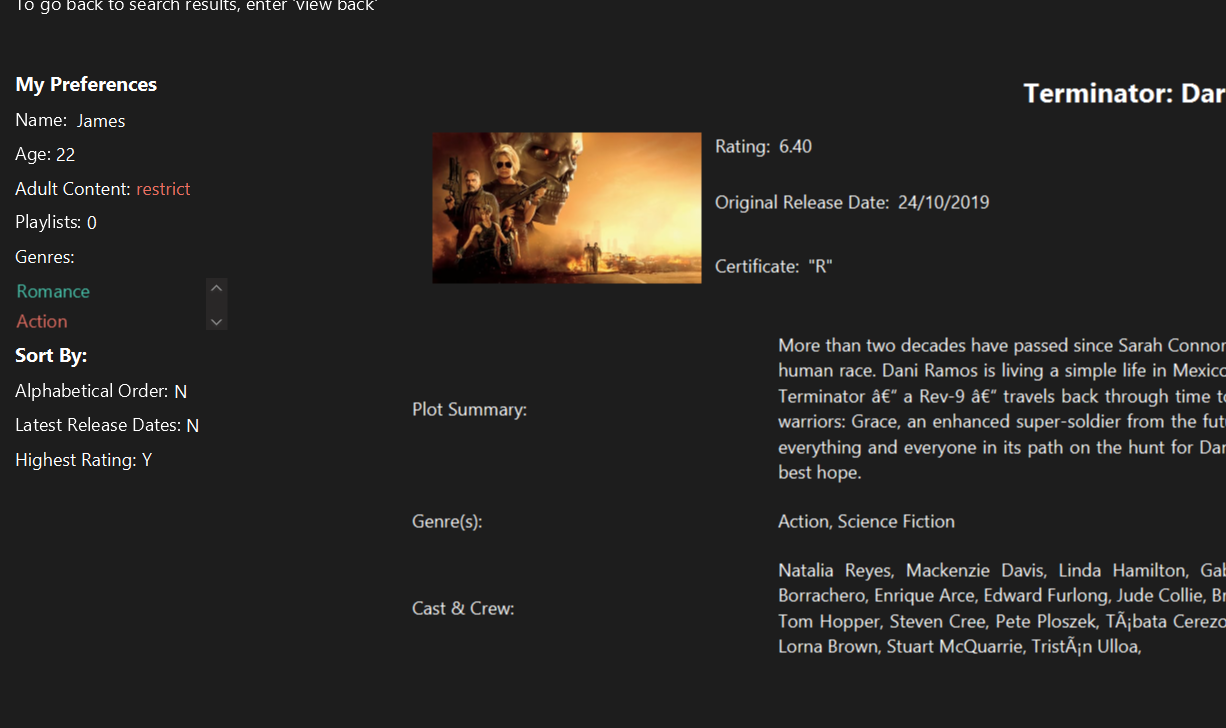 To go back to search results, enter 'view back'
My Preferences
Name: James
Age: 22
Adult Content: restrict
Playlists: 0
Genres:
Romance
Action
Sort By:
Alphabetical Order: N
Latest Release Dates: N
Highest Rating: Y
Terminator: Dar
Rating: 6.40
Original Release Date: 24/10/2019
Certificate: "R"
Plot Summary:
More than two decades have passed since Sarah Connor
human race. Dani Ramos is living a simple life in Mexico
Terminator â€“ a Rev-9 â€“ travels back through time to
warriors: Grace, an enhanced super-soldier from the futu
everything and everyone in its path on the hunt for Dan
best hope.
Genre(s):
Action, Science Fiction
Cast & Crew:
Natalia Reyes, Mackenzie Davis, Linda Hamilton, Gab
Borrachero, Enrique Arce, Edward Furlong, Jude Collie, Br
Tom Hopper, Steven Cree, Pete Ploszek, TÃ¡bata Cerezo
Lorna Brown, Stuart McQuarrie, TristÃ¡n Ulloa,